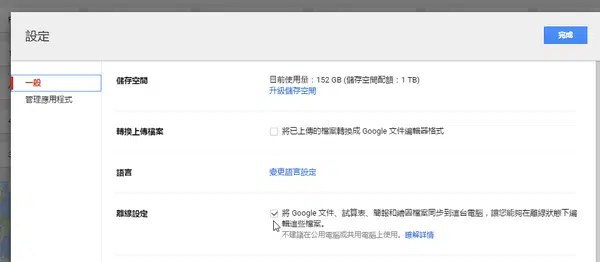 設定
完成
一般
管理應用程式
儲存空間
目前使用量：152 GB (儲存空間配額：1 TB)
升級儲存空間
轉換上傳檔案
將已上傳的檔案轉換成 Google 文件編輯器格式
語言
變更語言設定
離線設定
將 Google 文件、試算表、簡報和繪圖檔案同步到這台電腦，讓您能夠在離線狀態下編
輯這些檔案。
不建議在公用電腦或共用電腦上使用。瞭解詳情